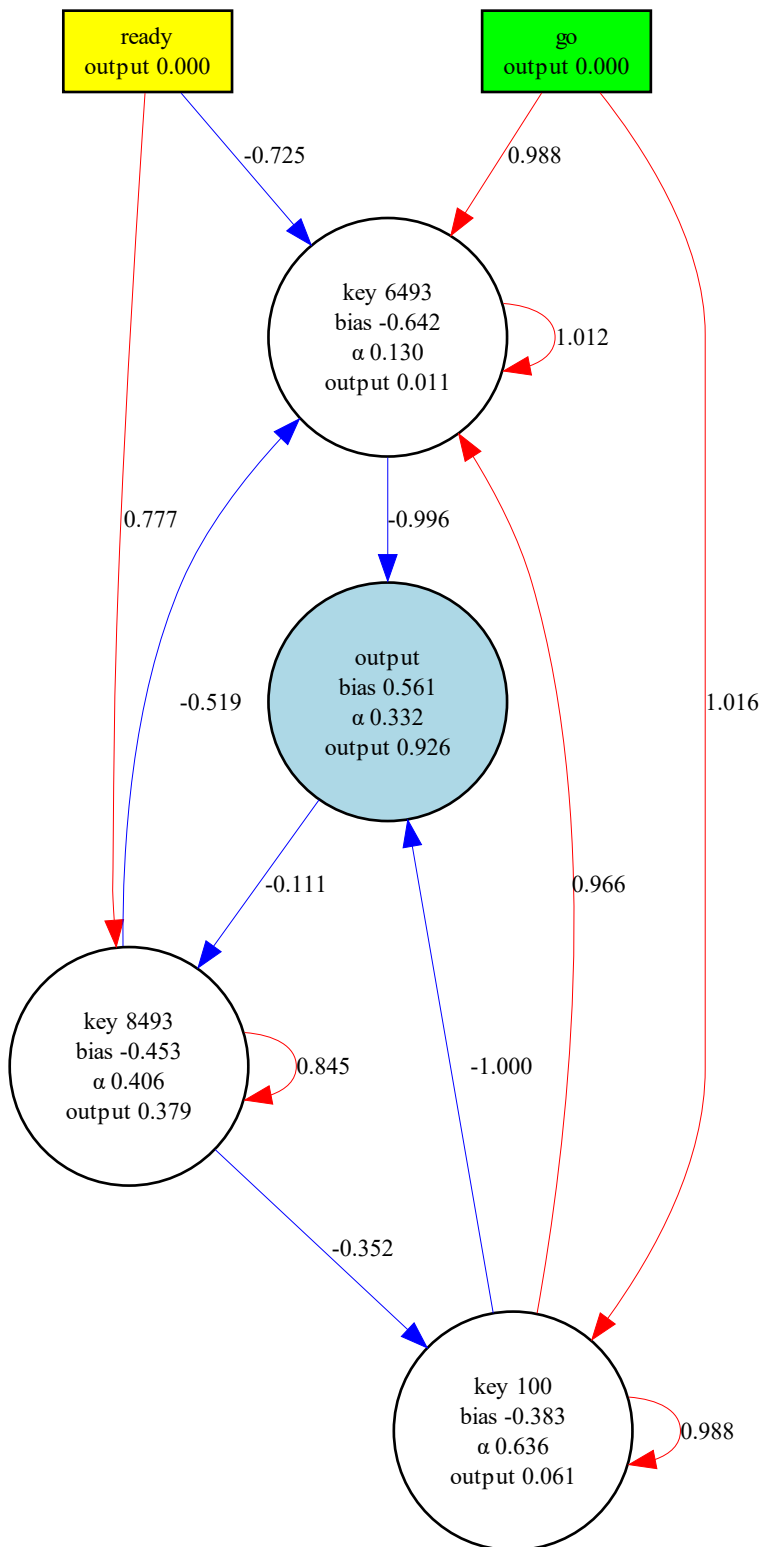 ready
output 0.000
go
output 0.000
-0.725
0.988
key 6493
bias -0.642
α 0.130
output 0.011
1.012
0.777
-0.996
-0.519
output
bias 0.561
α 0.332
output 0.926
1.016
-0.111
0.966
key 8493
bias -0.453
α 0.406
output 0.379
0.845
-1.000
-0.352
key 100
bias -0.383
α 0.636
output 0.061
0.988